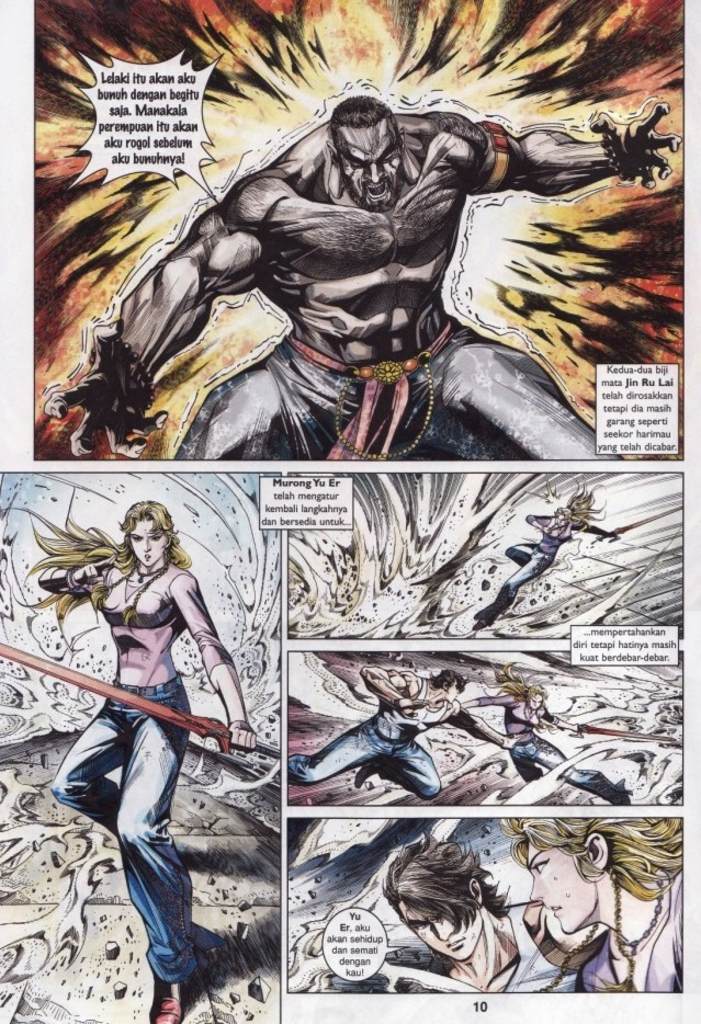 Lelaki itu akan aku
bunuh dengan begitu
saja. Manakala
perempuan itu akan
aku rogol sebelum
aku bunuhnya!
Kedua-dua biji
mata Jin Ru Lai
telah dirosakkan
tetapi dia masih
garang seperti
seekor harimau
yang telah dicabar.
Murong Yu Er
telah mengatur
kembali langkahnya
dan bersedia untuk...
...mempertahankan
diri tetapi hatinya masih
kuat berdebar-debar.
Yu
Er, aku
akan sehidup
dan semati
dengan
kau!
10